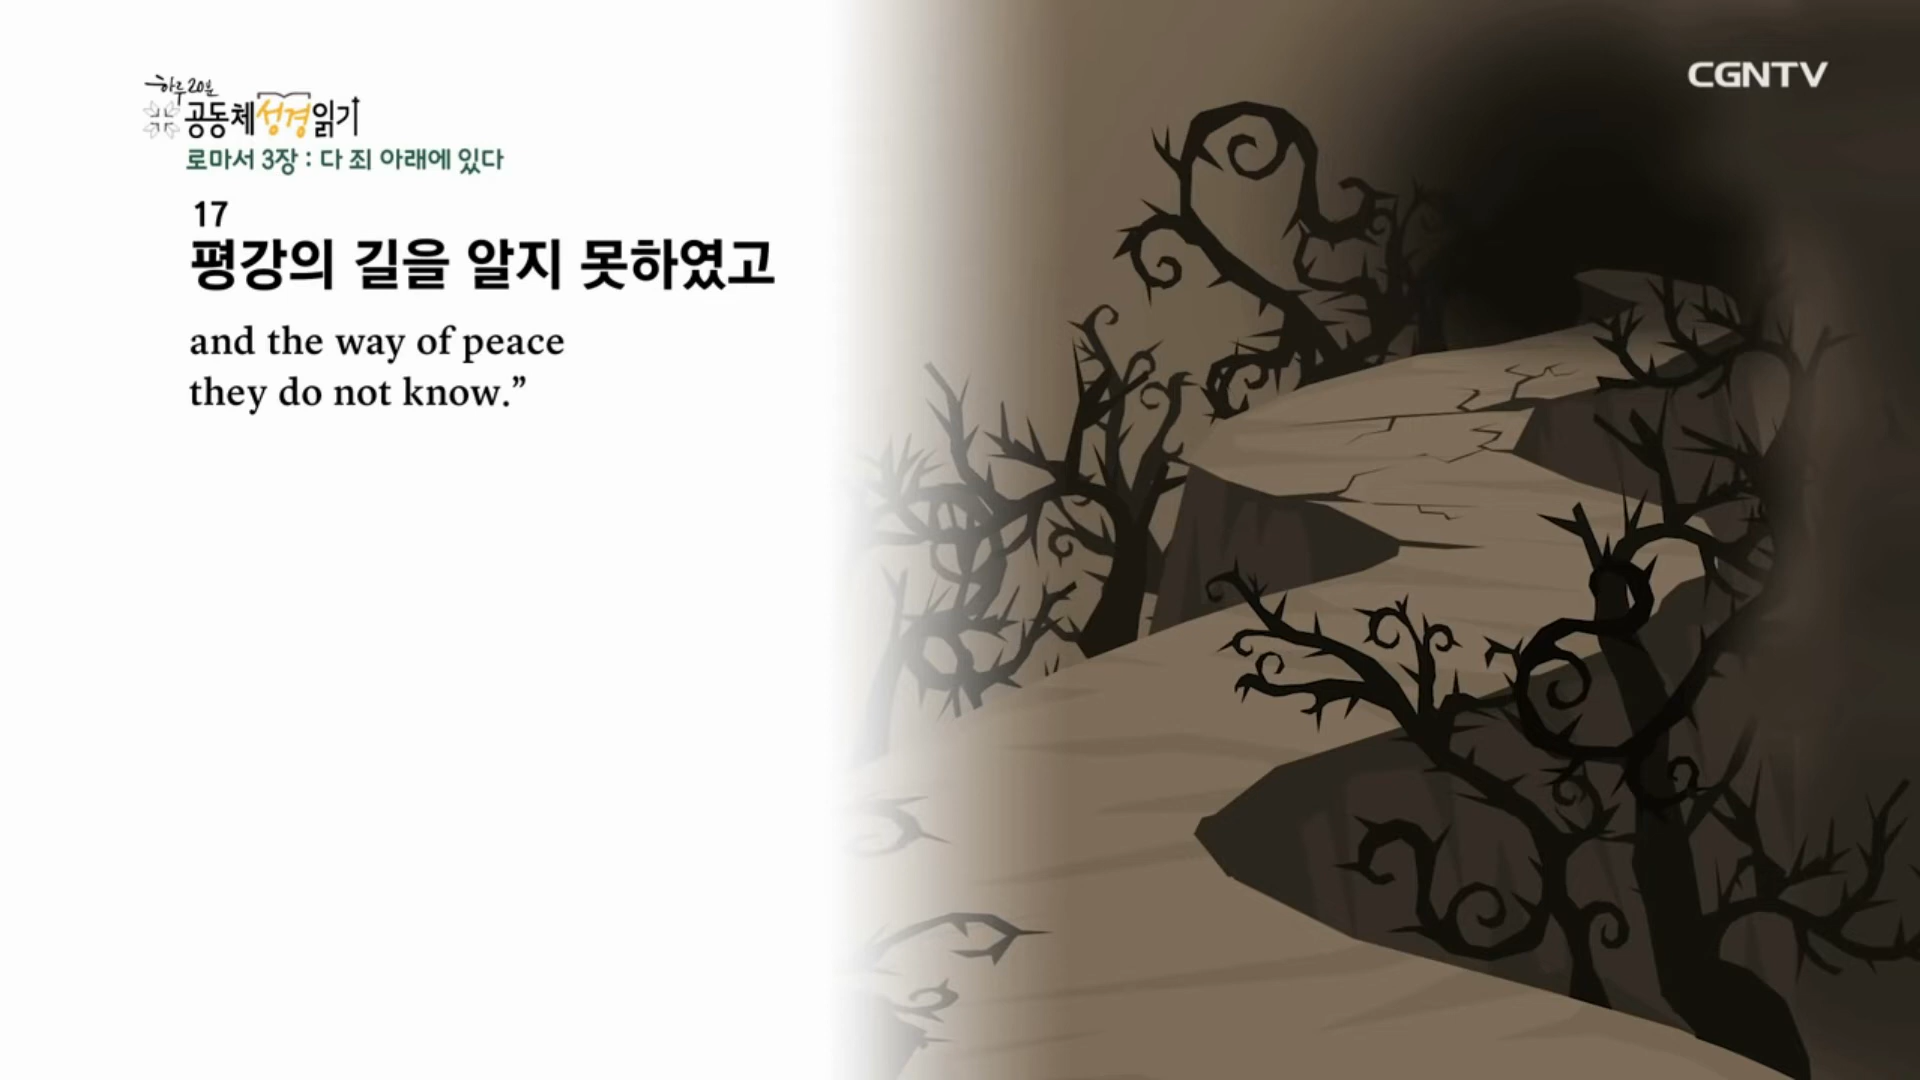 하루 20분
공동체성경읽기
로마서 3장 : 다 죄 아래에 있다
17
평강의 길을 알지 못하였고
and the way of peace
they do not know.”
CGNTV